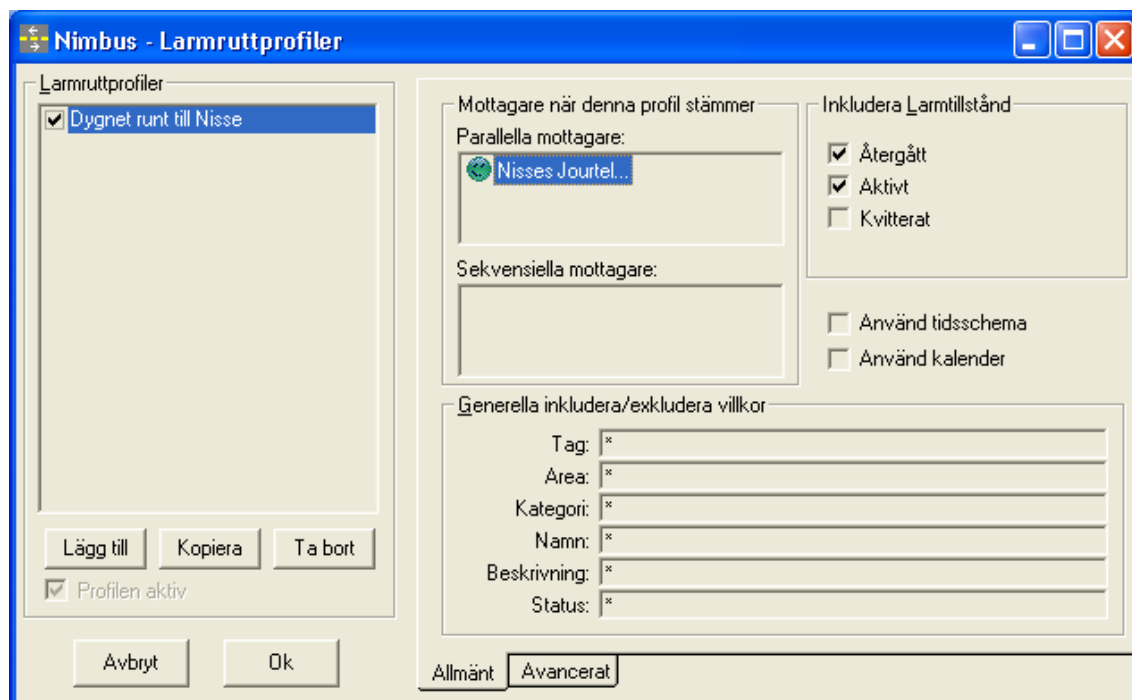 Nimbus - Larmruttprofiler
Larmruttprofiler
Dygnet runt till Nisse
Lägg till
Kopiera
Ta bort
Profilen aktiv
Avbryt
Ok
Mottagare när denna profil stämmer
Parallella mottagare:
Nisses Jourtel...
Sekvensiella mottagare:
Inkludera Larmtillstånd
Återgått
Aktivt
Kvitterat
Använd tidsschema
Använd kalender
Generella inkludera/exkludera villkor
Tag: *
Area: *
Kategori: *
Namn: *
Beskrivning: *
Status: *
Allmänt
Avancerat